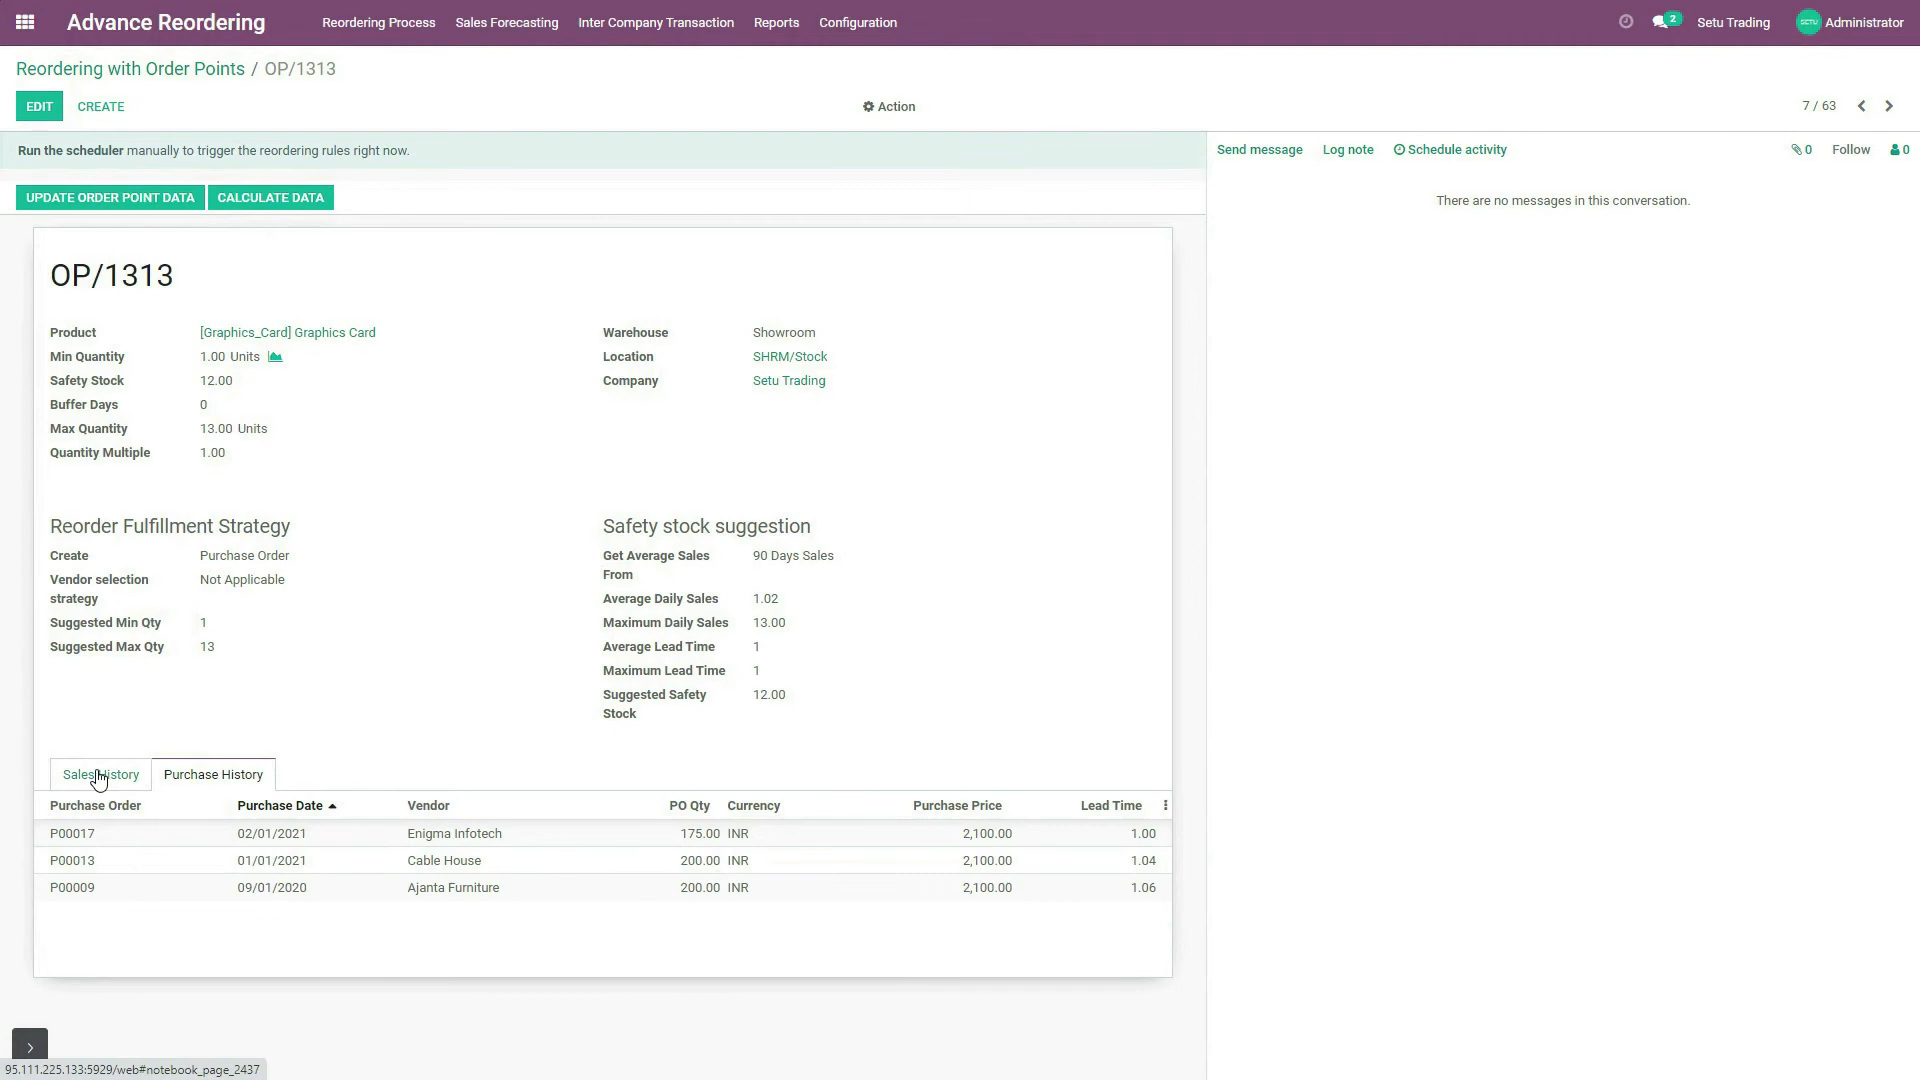 Advance Reordering
Reordering Process
Sales Forecasting
Inter Company Transaction
Reports
Configuration
2
Setu Trading
SETU
Administrator
Reordering with Order Points / OP/1313
EDIT
CREATE
Action
7 / 63
Run the scheduler manually to trigger the reordering rules right now.
Send message
Log note
Schedule activity
0
Follow
0
There are no messages in this conversation.
UPDATE ORDER POINT DATA
CALCULATE DATA
OP/1313
Product [Graphics_Card] Graphics Card
Min Quantity 1.00 Units
Safety Stock 12.00
Buffer Days 0
Max Quantity 13.00 Units
Quantity Multiple 1.00
Warehouse Showroom
Location SHRM/Stock
Company Setu Trading
Reorder Fulfillment Strategy
Create Purchase Order
Vendor selection strategy Not Applicable
Suggested Min Qty 1
Suggested Max Qty 13
Safety stock suggestion
Get Average Sales From 90 Days Sales
Average Daily Sales 1.02
Maximum Daily Sales 13.00
Average Lead Time 1
Maximum Lead Time 1
Suggested Safety Stock 12.00
Sales History
Purchase History
Purchase Order Purchase Date Vendor PO Qty Currency Purchase Price Lead Time
P00017 02/01/2021 Enigma Infotech 175.00 INR 2,100.00 1.00
P00013 01/01/2021 Cable House 200.00 INR 2,100.00 1.04
P00009 09/01/2020 Ajanta Furniture 200.00 INR 2,100.00 1.06
95.111.225.133:5929/web#notebook_page_2437